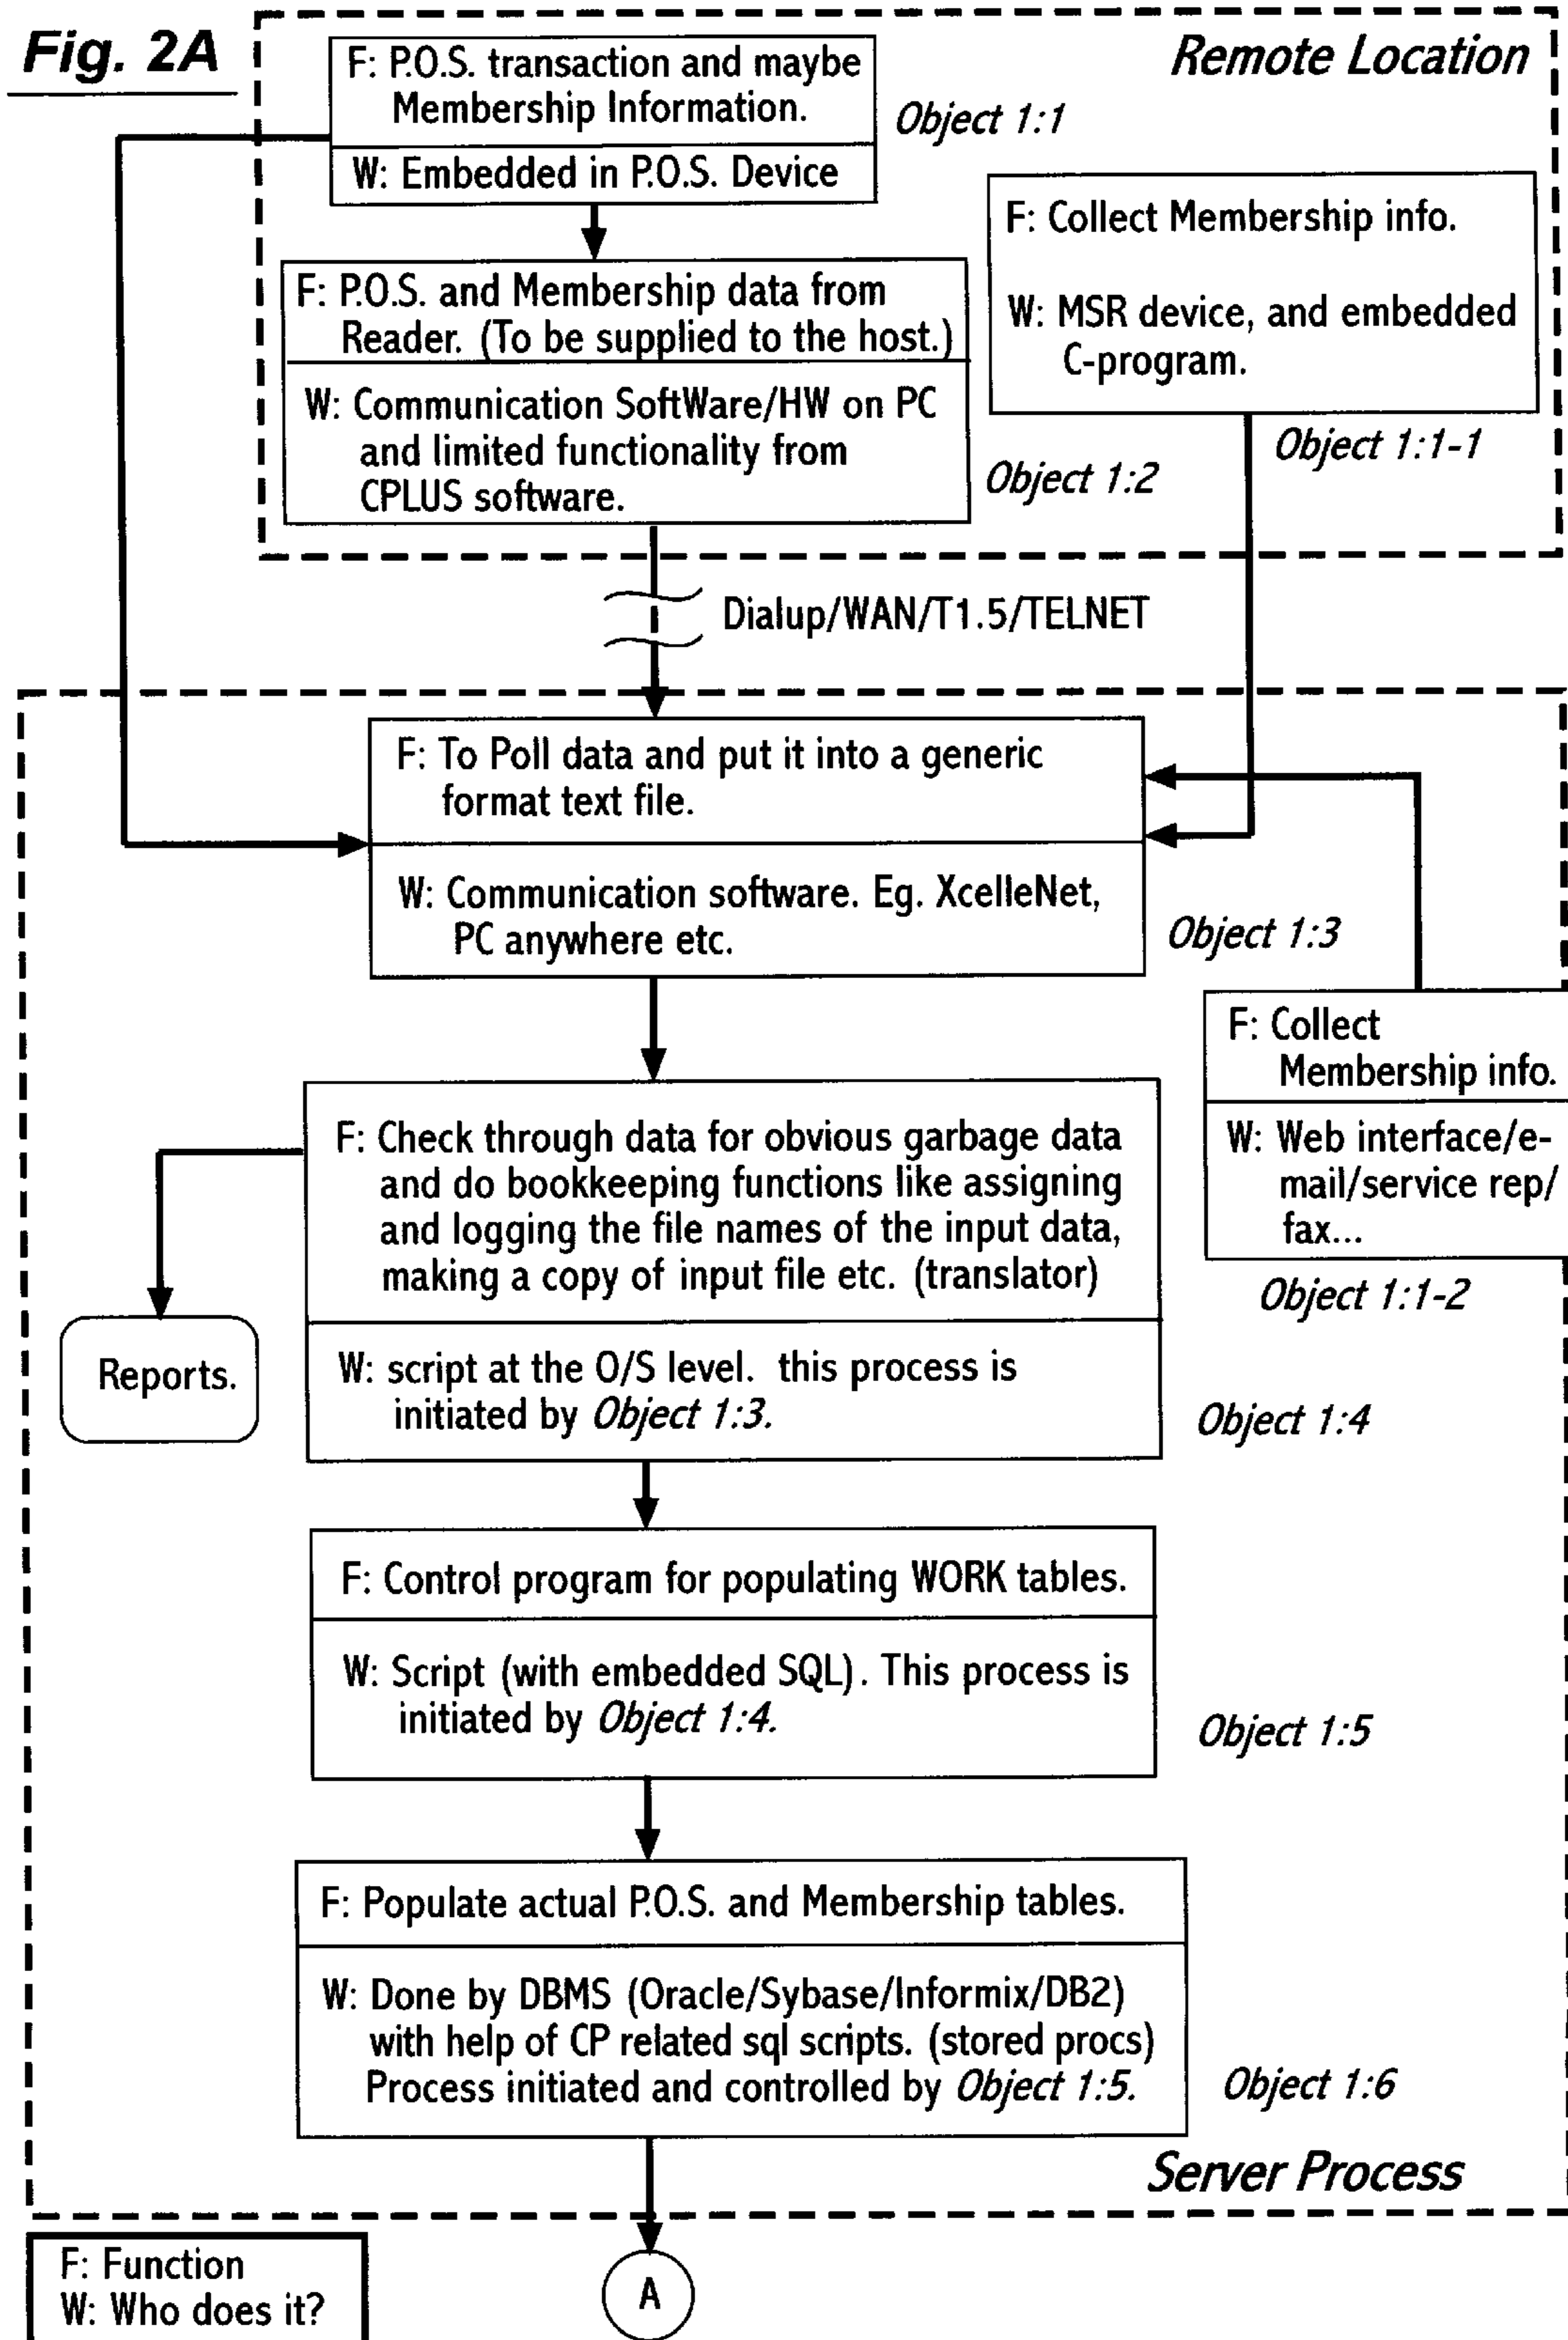 Fig. 2A
Remote Location
F: P.O.S. transaction and maybe
Membership Information.
W: Embedded in P.O.S. Device
Object 1:1
F: Collect Membership info.
W: MSR device, and embedded
C-program.
Object 1:1-1
F: P.O.S. and Membership data from
Reader. (To be supplied to the host.)
W: Communication SoftWare/HW on PC
and limited functionality from
CPLUS software.
Object 1:2
Dialup/WAN/T1.5/TELNET
F: To Poll data and put it into a generic
format text file.
W: Communication software. Eg. XcelleNet,
PC anywhere etc.
Object 1:3
F: Collect
Membership info.
W: Web interface/e-
mail/service rep/
fax...
Object 1:1-2
F: Check through data for obvious garbage data
and do bookkeeping functions like assigning
and logging the file names of the input data,
making a copy of input file etc. (translator)
W: script at the O/S level. this process is
initiated by Object 1:3.
Object 1:4
Reports.
F: Control program for populating WORK tables.
W: Script (with embedded SQL). This process is
initiated by Object 1:4.
Object 1:5
F: Populate actual P.O.S. and Membership tables.
W: Done by DBMS (Oracle/Sybase/Informix/DB2)
with help of CP related sql scripts. (stored procs)
Process initiated and controlled by Object 1:5.
Object 1:6
Server Process
F: Function
W: Who does it?
A